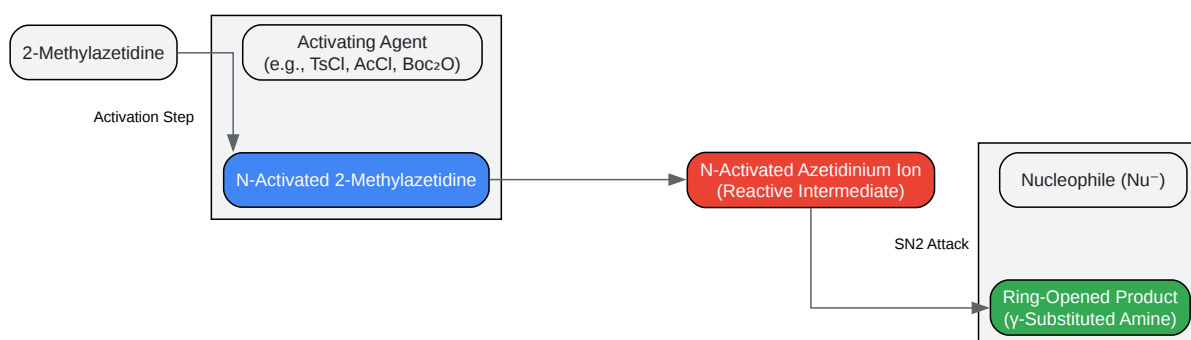 2-Methylazetidine
Activating Agent
(e.g., TsCl, AcCl, Boc₂O)
Activation Step
N-Activated 2-Methylazetidine
N-Activated Azetidinium Ion
(Reactive Intermediate)
Nucleophile (Nu⁻)
SN2 Attack
Ring-Opened Product
(γ-Substituted Amine)